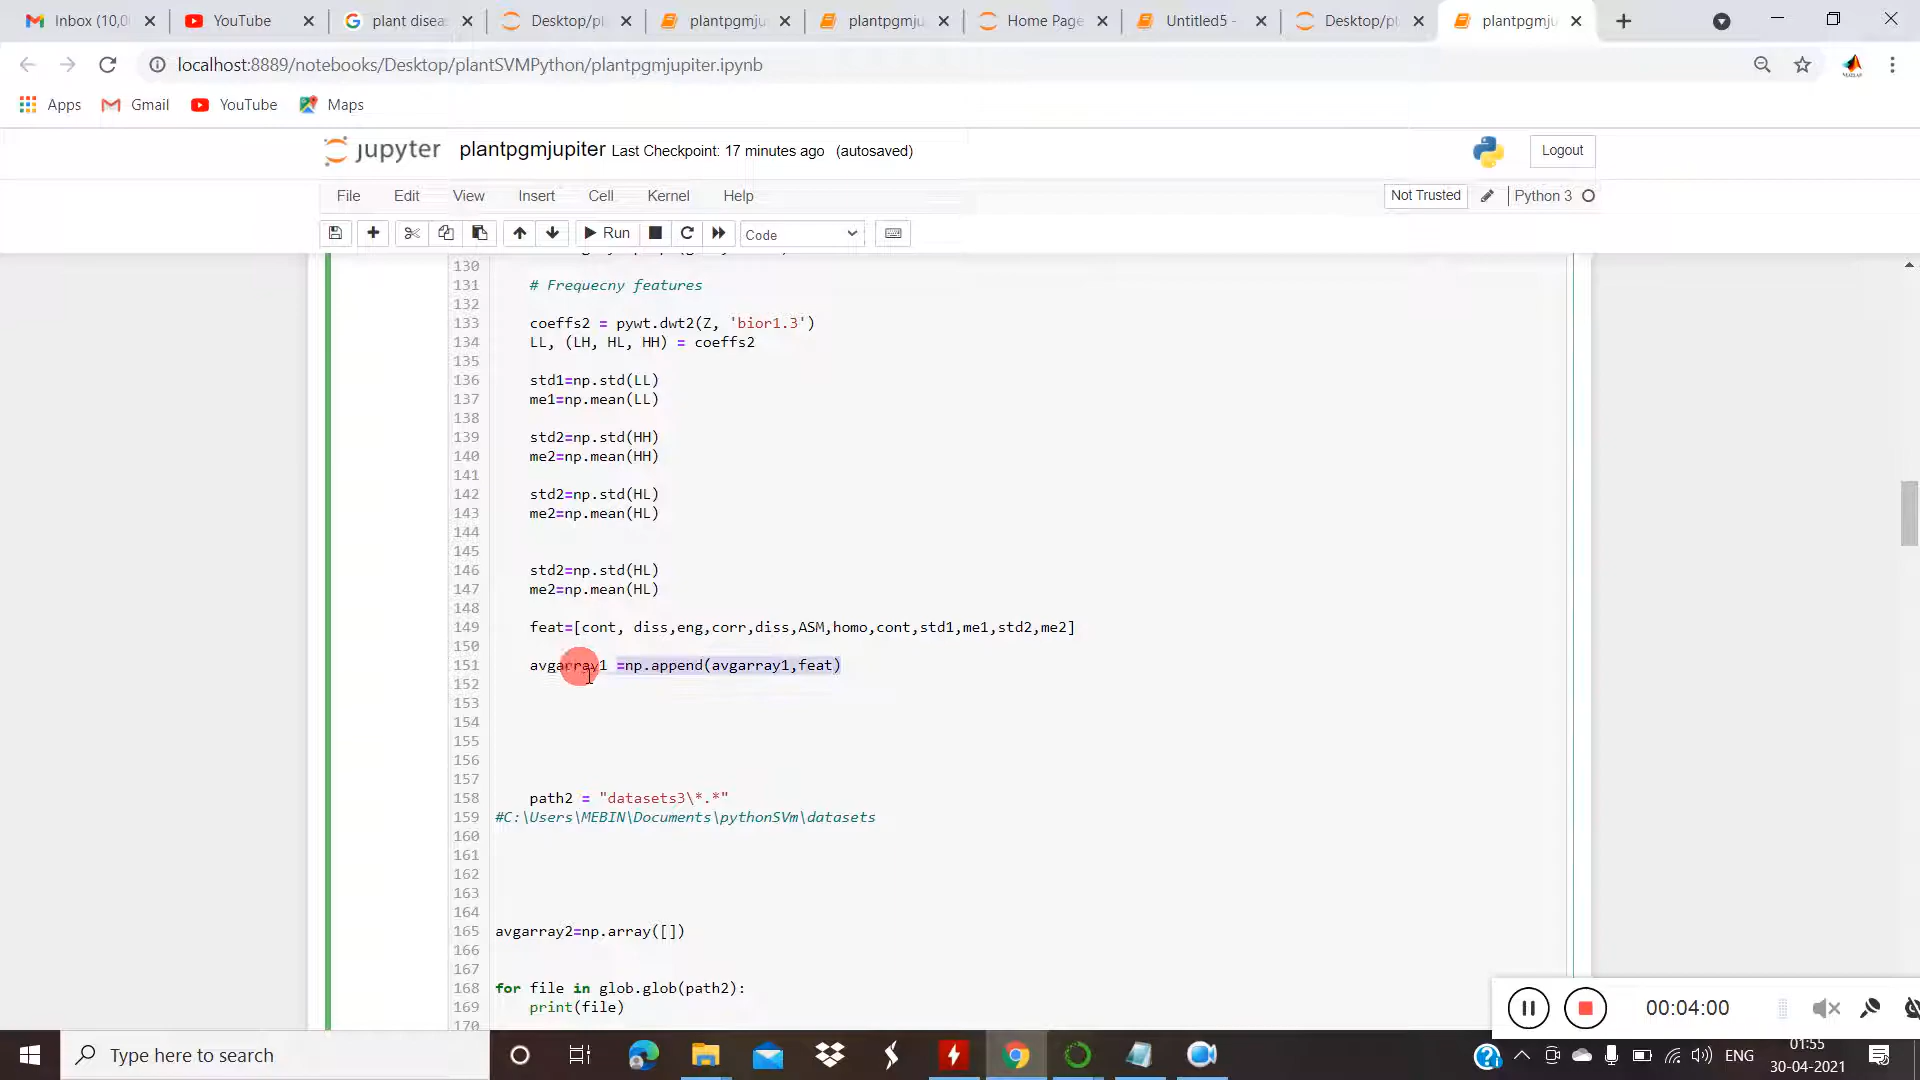 Inbox (10,0
YouTube
plant diseas
Desktop/pl
plantpgmju
plantpgmju
Home Page
Untitled5 -
Desktop/pl
plantpgmju
localhost:8889/notebooks/Desktop/plantSVMPython/plantpgmjupiter.ipynb
Apps Gmail YouTube Maps
jupyter plantpgmjupiter Last Checkpoint: 17 minutes ago (autosaved) Logout
File Edit View Insert Cell Kernel Help Not Trusted Python 3
Run Code
130
131 # Frequecny features
132
133 coeffs2 = pywt.dwt2(Z, 'bior1.3')
134 LL, (LH, HL, HH) = coeffs2
135
136 std1=np.std(LL)
137 me1=np.mean(LL)
138
139 std2=np.std(HH)
140 me2=np.mean(HH)
141
142 std2=np.std(HL)
143 me2=np.mean(HL)
144
145
146 std2=np.std(HL)
147 me2=np.mean(HL)
148
149 feat=[cont, diss,eng,corr,diss,ASM,homo,cont,std1,me1,std2,me2]
150
151 avgarray1 =np.append(avgarray1,feat)
152
153
154
155
156
157
158 path2 = "datasets3\*.*"
159 #C:\Users\MEBIN\Documents\pythonSVm\datasets
160
161
162
163
164
165 avgarray2=np.array([])
166
167
168 for file in glob.glob(path2):
169 print(file)
170
00:04:00
Type here to search
ENG
01:55
30-04-2021